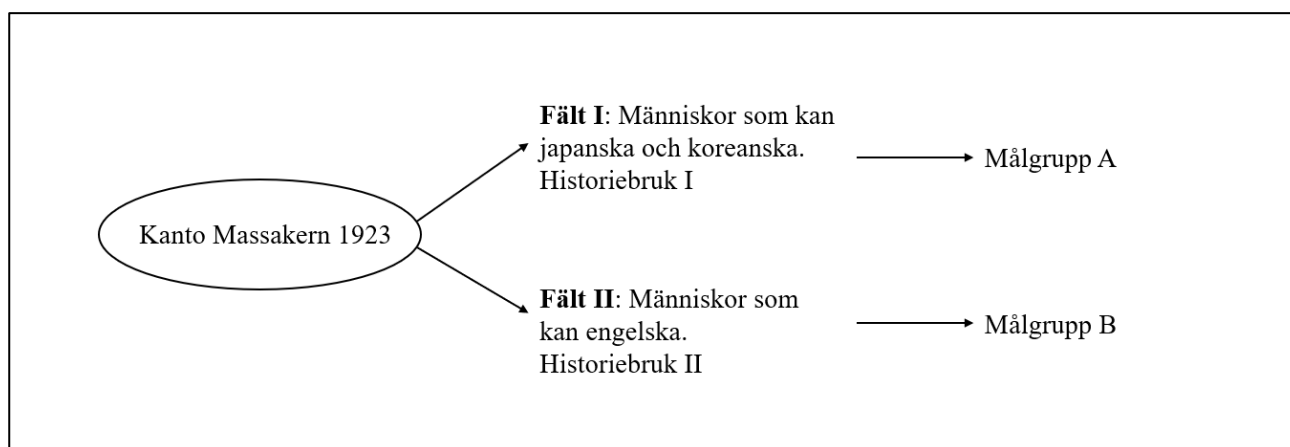 Kanto Massakern 1923
Fält I: Människor som kan
japanska och koreanska.
Historiebruk I
Målgrupp A
Fält II: Människor som
kan engelska.
Historiebruk II
Målgrupp B